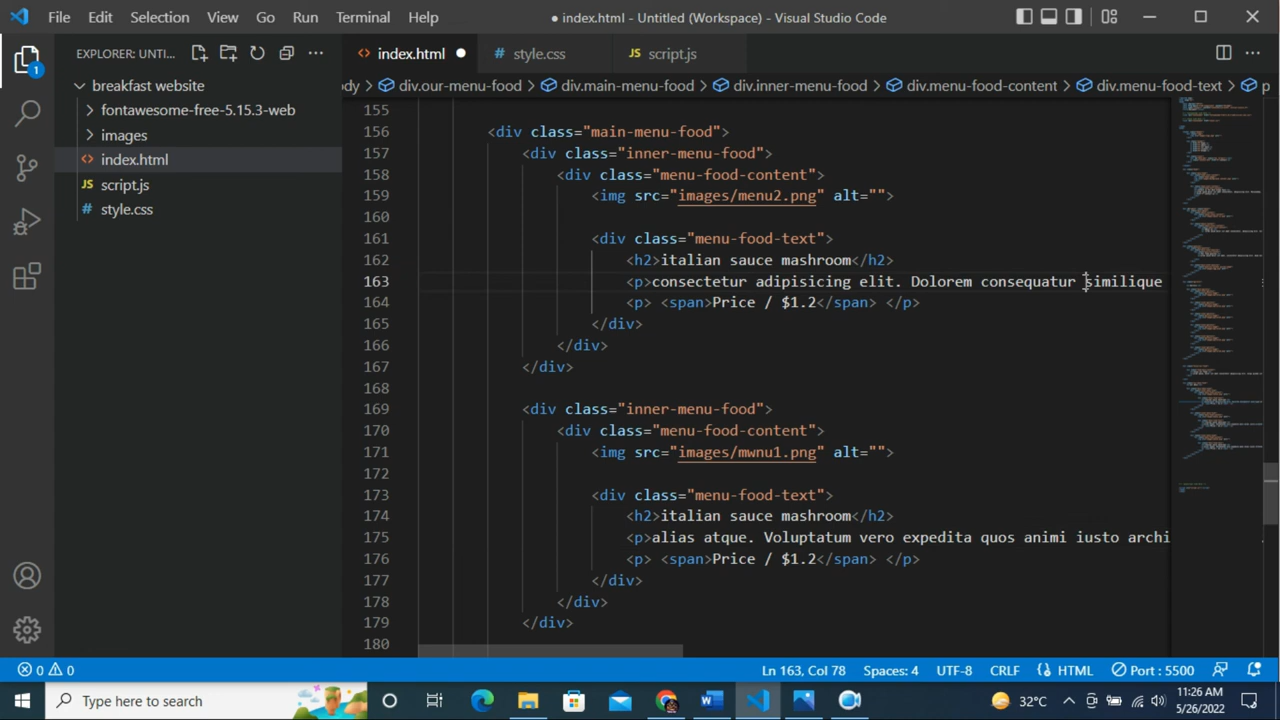 File Edit Selection View Go Run Terminal Help
● index.html - Untitled (Workspace) - Visual Studio Code
EXPLORER: UNTI...
index.html
# style.css
JS script.js
breakfast website
fontawesome-free-5.15.3-web
images
index.html
JS script.js
# style.css
1
ody > div.our-menu-food > div.main-menu-food > div.inner-menu-food > div.menu-food-content > div.menu-food-text > p
155
156 <div class="main-menu-food">
157 <div class="inner-menu-food">
158 <div class="menu-food-content">
159 <img src="images/menu2.png" alt="">
160
161 <div class="menu-food-text">
162 <h2>italian sauce mashroom</h2>
163 <p>consectetur adipisicing elit. Dolorem consequatur similique
164 <p> <span>Price / $1.2</span> </p>
165 </div>
166 </div>
167 </div>
168
169 <div class="inner-menu-food">
170 <div class="menu-food-content">
171 <img src="images/mwnu1.png" alt="">
172
173 <div class="menu-food-text">
174 <h2>italian sauce mashroom</h2>
175 <p>alias atque. Voluptatum vero expedita quos animi iusto archi
176 <p> <span>Price / $1.2</span> </p>
177 </div>
178 </div>
179 </div>
180
0 0
Ln 163, Col 78 Spaces: 4 UTF-8 CRLF HTML Port : 5500
Type here to search
32°C
11:26 AM
5/26/2022